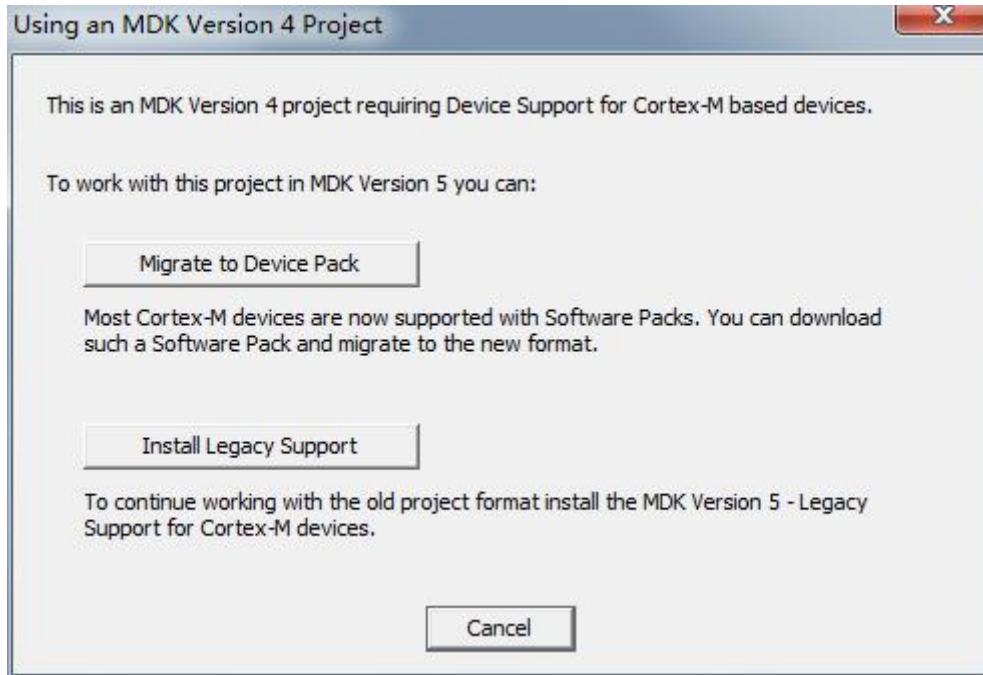 Using an MDK Version 4 Project
This is an MDK Version 4 project requiring Device Support for Cortex-M based devices.
To work with this project in MDK Version 5 you can:
Migrate to Device Pack
Most Cortex-M devices are now supported with Software Packs. You can download
such a Software Pack and migrate to the new format.
Install Legacy Support
To continue working with the old project format install the MDK Version 5 - Legacy
Support for Cortex-M devices.
Cancel